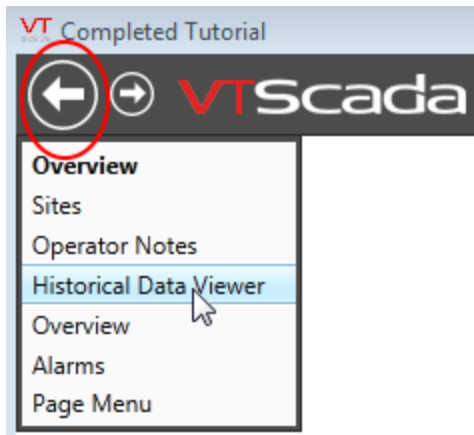 VT Completed Tutorial
VTScada
Overview
Sites
Operator Notes
Historical Data Viewer
Overview
Alarms
Page Menu